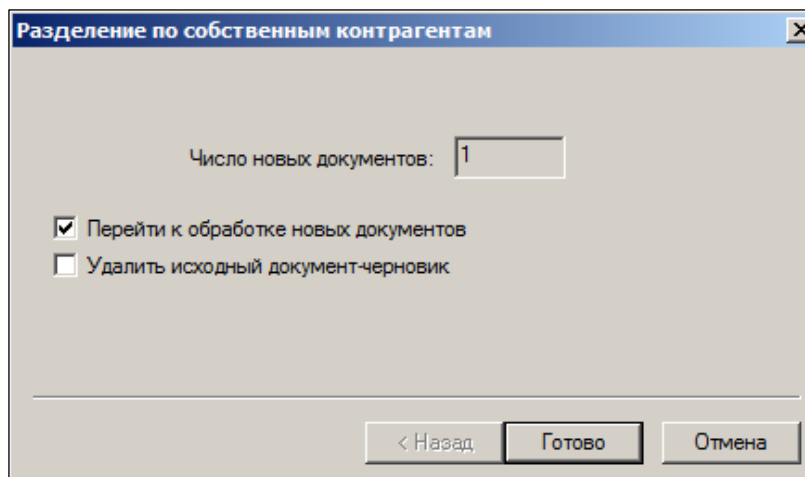 Разделение по собственным контрагентам
Число новых документов: 1
Перейти к обработке новых документов
Удалить исходный документ-черновик
< Назад Готово Отмена